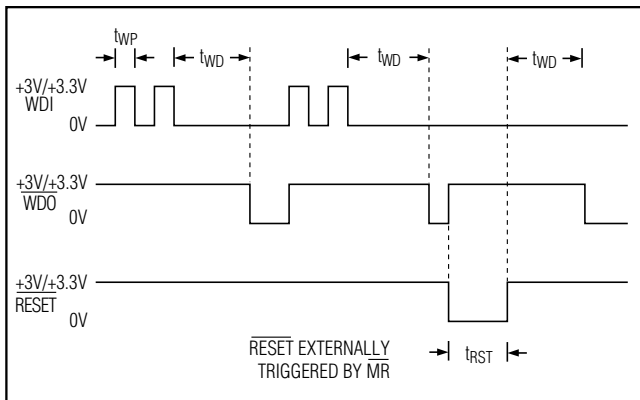 tWP
tWD
tWD
tWD
+3V/+3.3V
WDI
0V
+3V/+3.3V
WDO
0V
+3V/+3.3V
RESET
0V
RESET EXTERNALLY
TRIGGERED BY MR
tRST